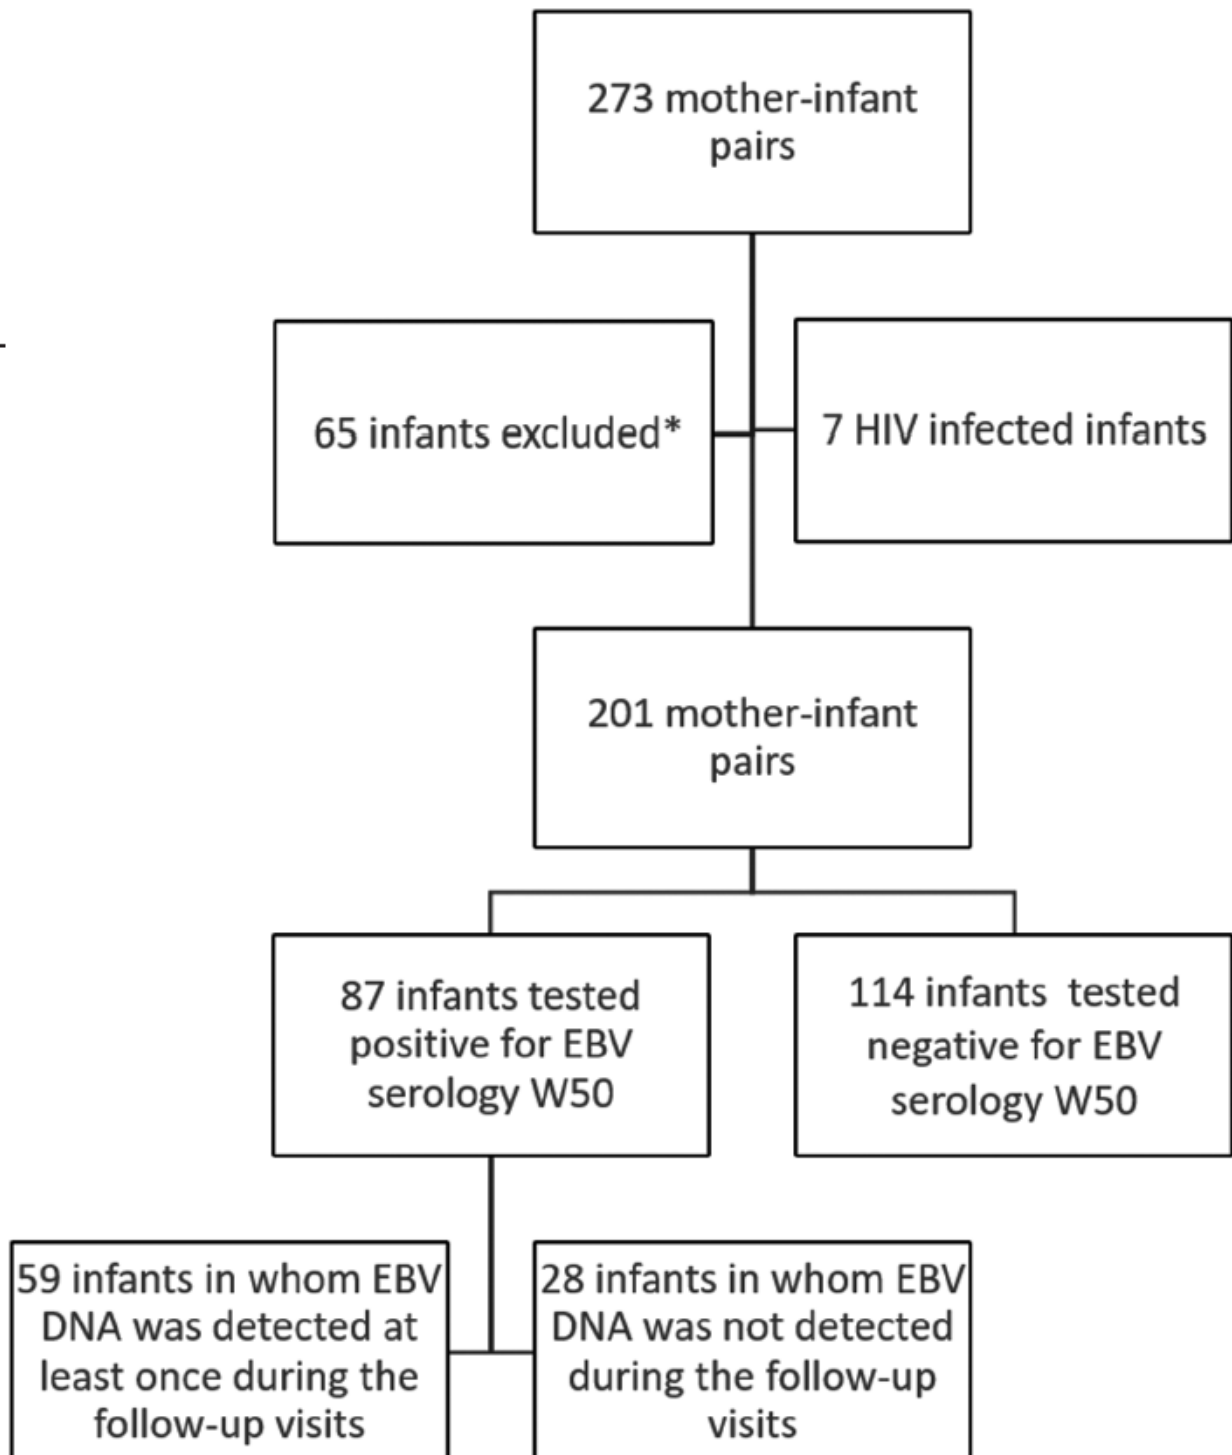 273 mother-infant
pairs
65 infants excluded*
7 HIV infected infants
201 mother-infant
pairs
87 infants tested
positive for EBV
serology W50
114 infants  tested
negative for EBV
serology W50
59 infants in whom EBV
DNA was detected at
least once during the
follow-up visits
28 infants in whom EBV
DNA was not detected
during the follow-up
visits